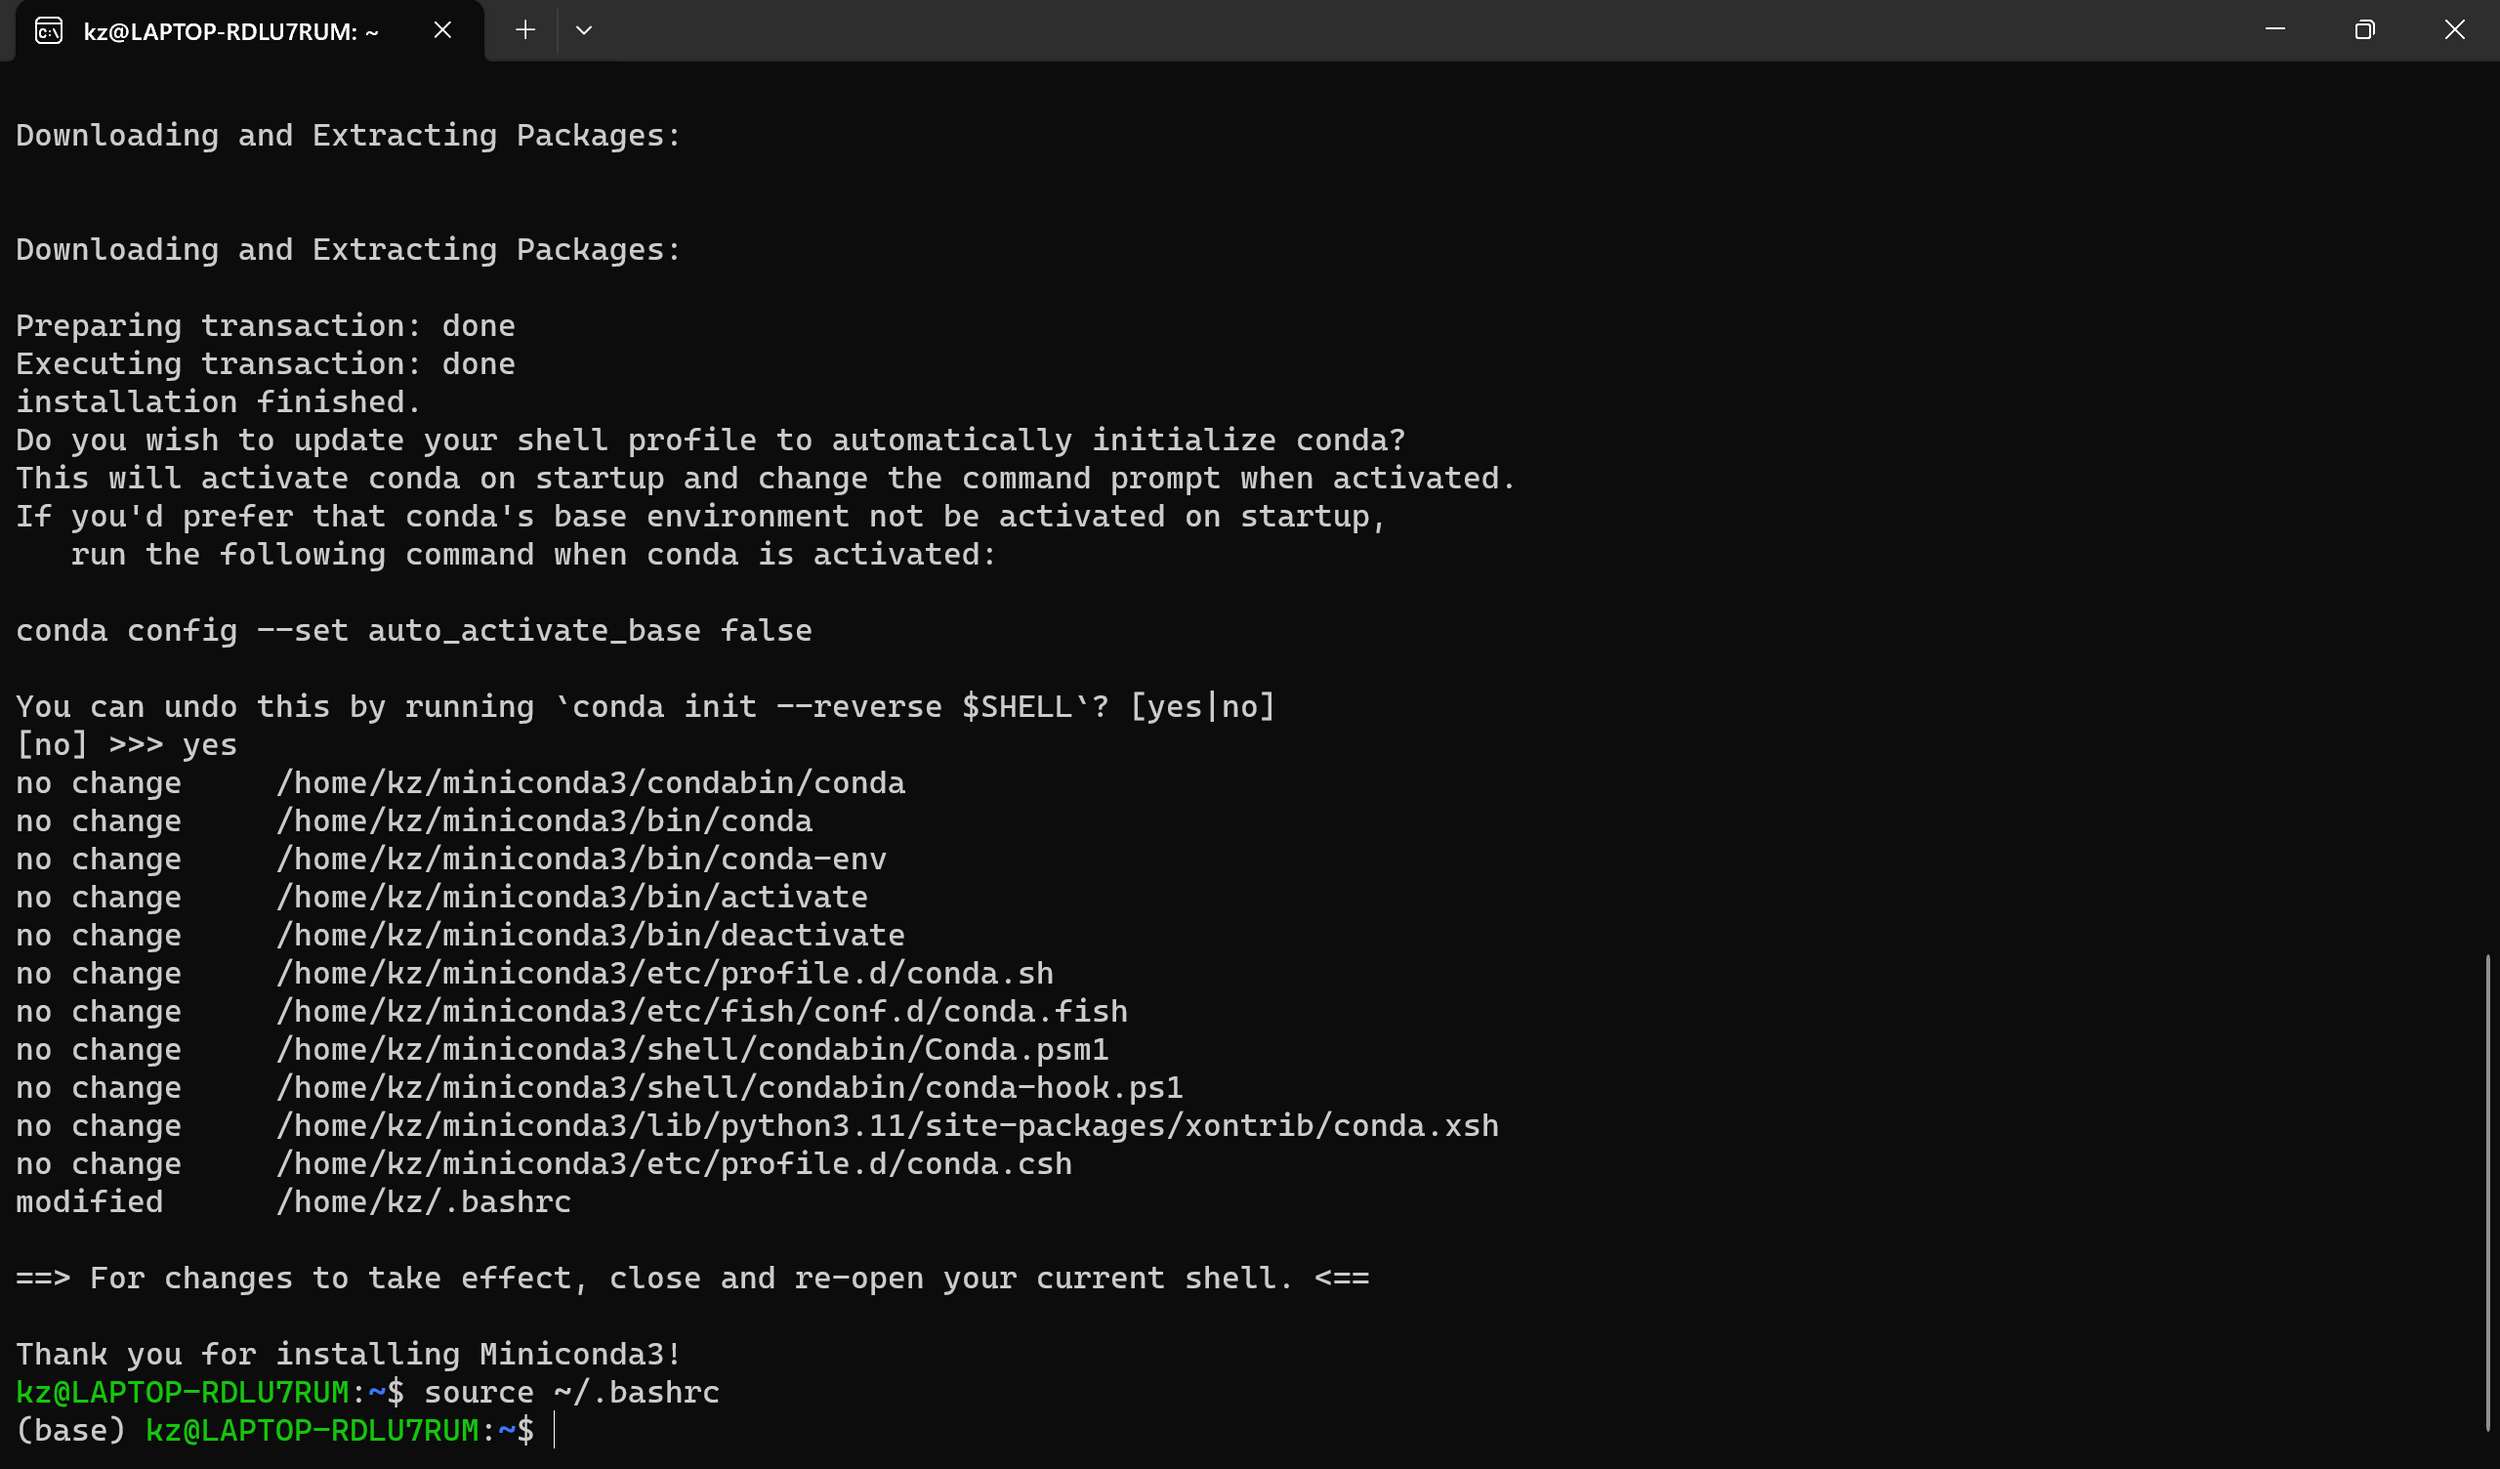 kz@LAPTOP-RDLU7RUM: ~
Downloading and Extracting Packages:
Downloading and Extracting Packages:
Preparing transaction: done
Executing transaction: done
installation finished.
Do you wish to update your shell profile to automatically initialize conda?
This will activate conda on startup and change the command prompt when activated.
If you'd prefer that conda's base environment not be activated on startup,
   run the following command when conda is activated:
conda config --set auto_activate_base false
You can undo this by running `conda init --reverse $SHELL`? [yes|no]
[no] >>> yes
no change     /home/kz/miniconda3/condabin/conda
no change     /home/kz/miniconda3/bin/conda
no change     /home/kz/miniconda3/bin/conda-env
no change     /home/kz/miniconda3/bin/activate
no change     /home/kz/miniconda3/bin/deactivate
no change     /home/kz/miniconda3/etc/profile.d/conda.sh
no change     /home/kz/miniconda3/etc/fish/conf.d/conda.fish
no change     /home/kz/miniconda3/shell/condabin/Conda.psm1
no change     /home/kz/miniconda3/shell/condabin/conda-hook.ps1
no change     /home/kz/miniconda3/lib/python3.11/site-packages/xontrib/conda.xsh
no change     /home/kz/miniconda3/etc/profile.d/conda.csh
modified      /home/kz/.bashrc
==> For changes to take effect, close and re-open your current shell. <==
Thank you for installing Miniconda3!
kz@LAPTOP-RDLU7RUM:~$ source ~/.bashrc
(base) kz@LAPTOP-RDLU7RUM:~$